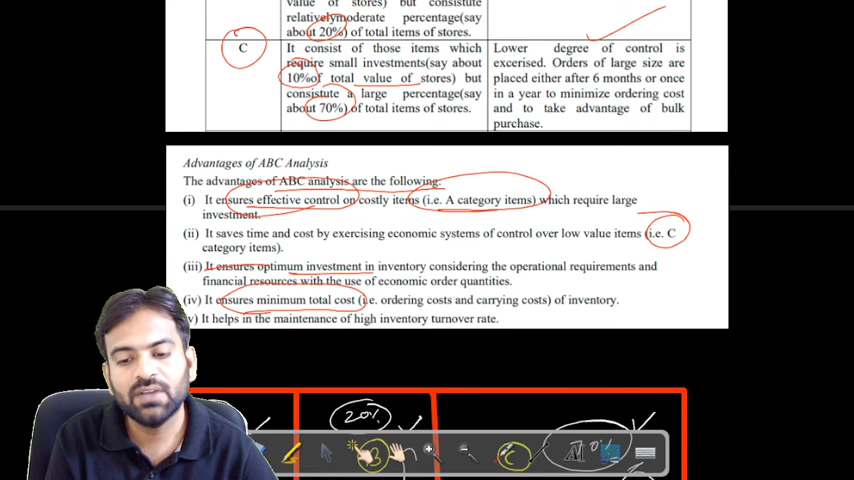 value of stores) but consistute
relativelymoderate percentage(say
about 20%) of total items of stores.
C
It consist of those items which
require small investments(say about
10%of total value of stores) but
consistute a large percentage(say
about 70%) of total items of stores.
Lower degree of control is
excerised. Orders of large size are
placed either after 6 months or once
in a year to minimize ordering cost
and to take advantage of bulk
purchase.
Advantages of ABC Analysis
The advantages of ABC analysis are the following:
(i) It ensures effective control on costly items (i.e. A category items) which require large
investment.
(ii) It saves time and cost by exercising economic systems of control over low value items (i.e. C
category items).
(iii) It ensures optimum investment in inventory considering the operational requirements and
financial resources with the use of economic order quantities.
(iv) It ensures minimum total cost (i.e. ordering costs and carrying costs) of inventory.
v) It helps in the maintenance of high inventory turnover rate.
20%
B
C
70%